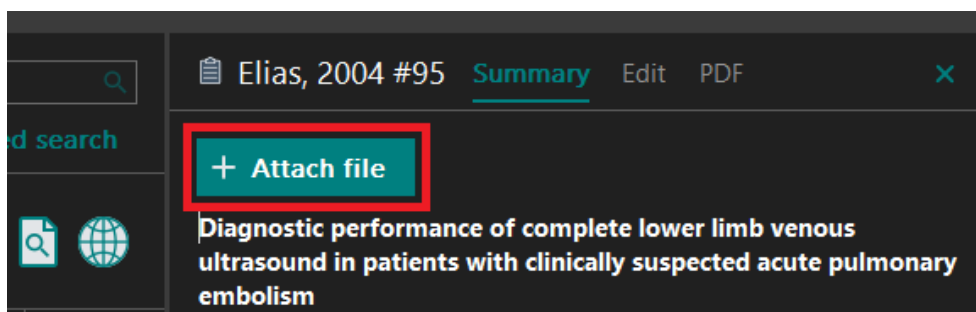 Elias, 2004 #95 Summary Edit PDF
ed search
+ Attach file
Diagnostic performance of complete lower limb venous
ultrasound in patients with clinically suspected acute pulmonary
embolism